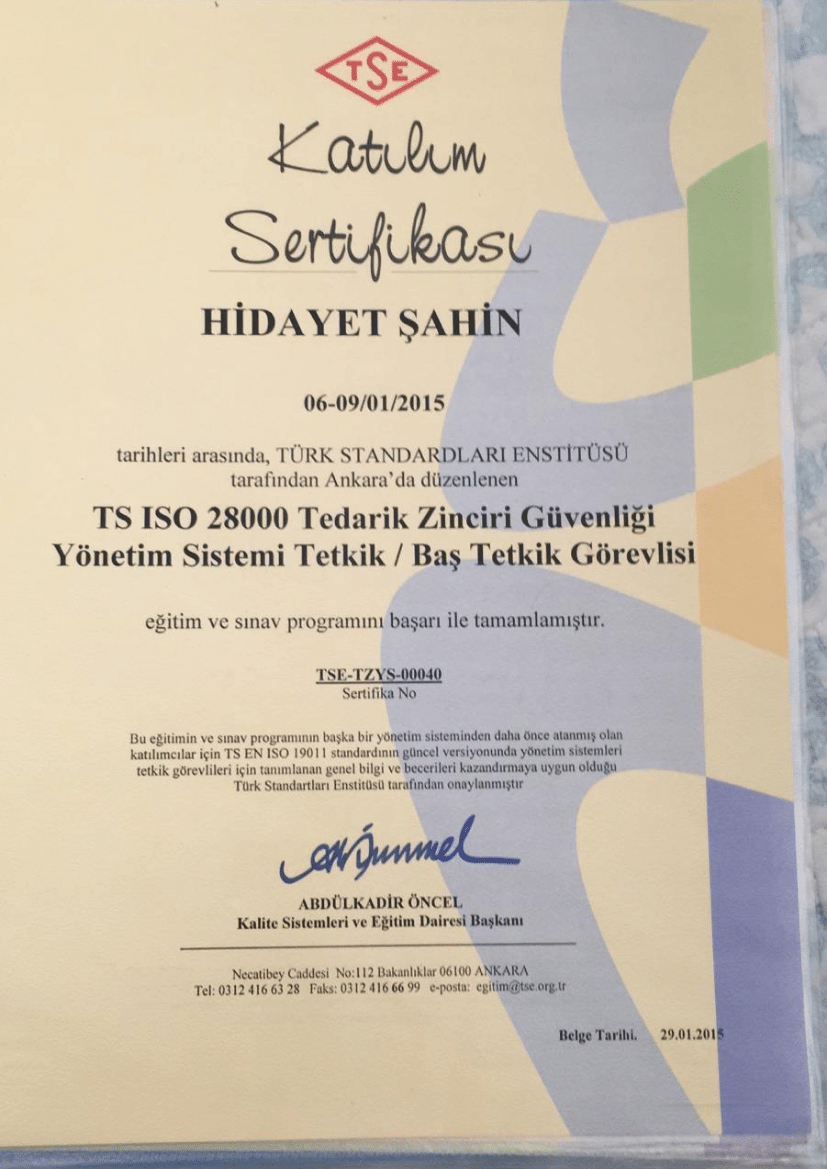 TSE
Katılım
Sertifikası
HİDAYET ŞAHİN
06-09/01/2015
tarihleri arasında, TÜRK STANDARDLARI ENSTİTÜSÜ
tarafından Ankara'da düzenlenen
TS ISO 28000 Tedarik Zinciri Güvenliği
Yönetim Sistemi Tetkik / Baş Tetkik Görevlisi
eğitim ve sınav programını başarı ile tamamlamıştır.
TSE-TZYS-00040
Sertifika No
Bu eğitimin ve sınav programının başka bir yönetim sisteminden daha önce atanmış olan
katılımcılar için TS EN ISO 19011 standardının güncel versiyonunda yönetim sistemleri
tetkik görevlileri için tanımlanan genel bilgi ve becerileri kazandırmaya uygun olduğu
Türk Standartları Enstitüsü tarafından onaylanmıştır
ABDÜLKADİR ÖNCEL
Kalite Sistemleri ve Eğitim Dairesi Başkanı
Necatibey Caddesi No:112 Bakanlıklar 06100 ANKARA
Tel: 0312 416 63 28 Faks: 0312 416 66 99 e-posta: egitim@tse.org.tr
Belge Tarihi. 29.01.2015